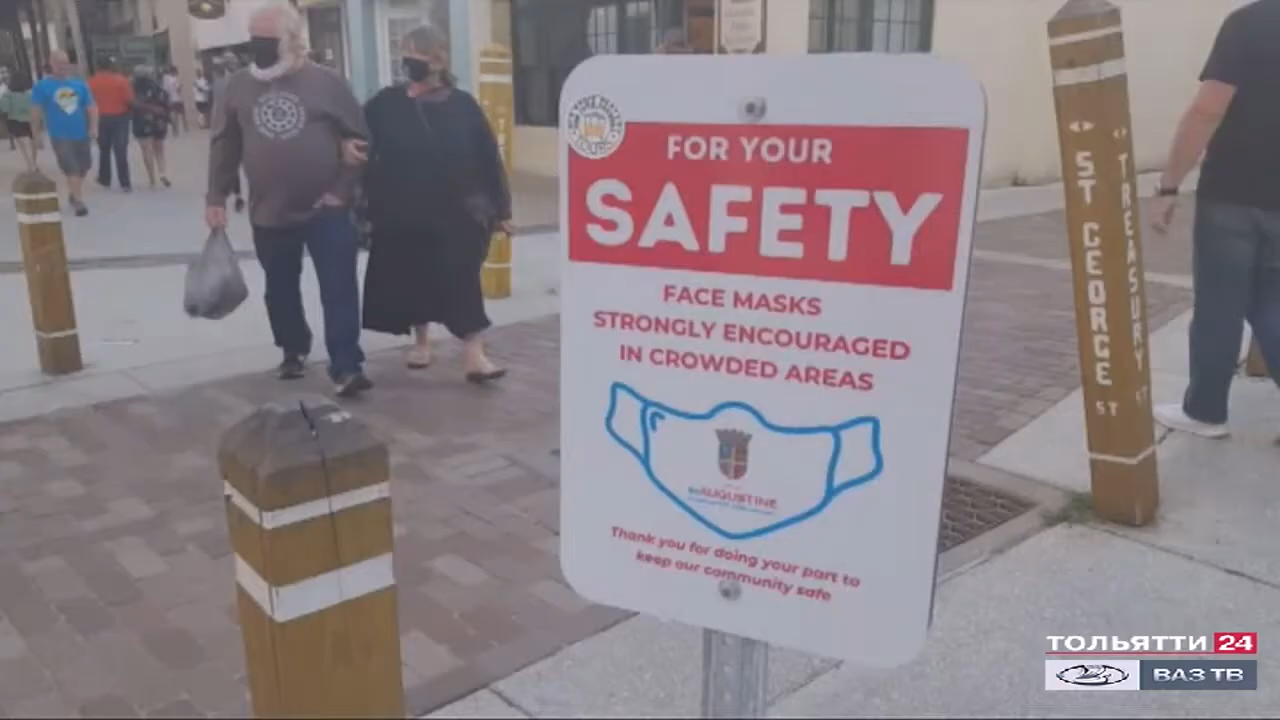 FOR YOUR
SAFETY
FACE MASKS
STRONGLY ENCOURAGED
IN CROWDED AREAS
AUGUSTINE
Thank you for doing your part to
keep our community safe
ST GEORGE ST
TREASURY ST
ТОЛЬЯТТИ 24
ВАЗ ТВ